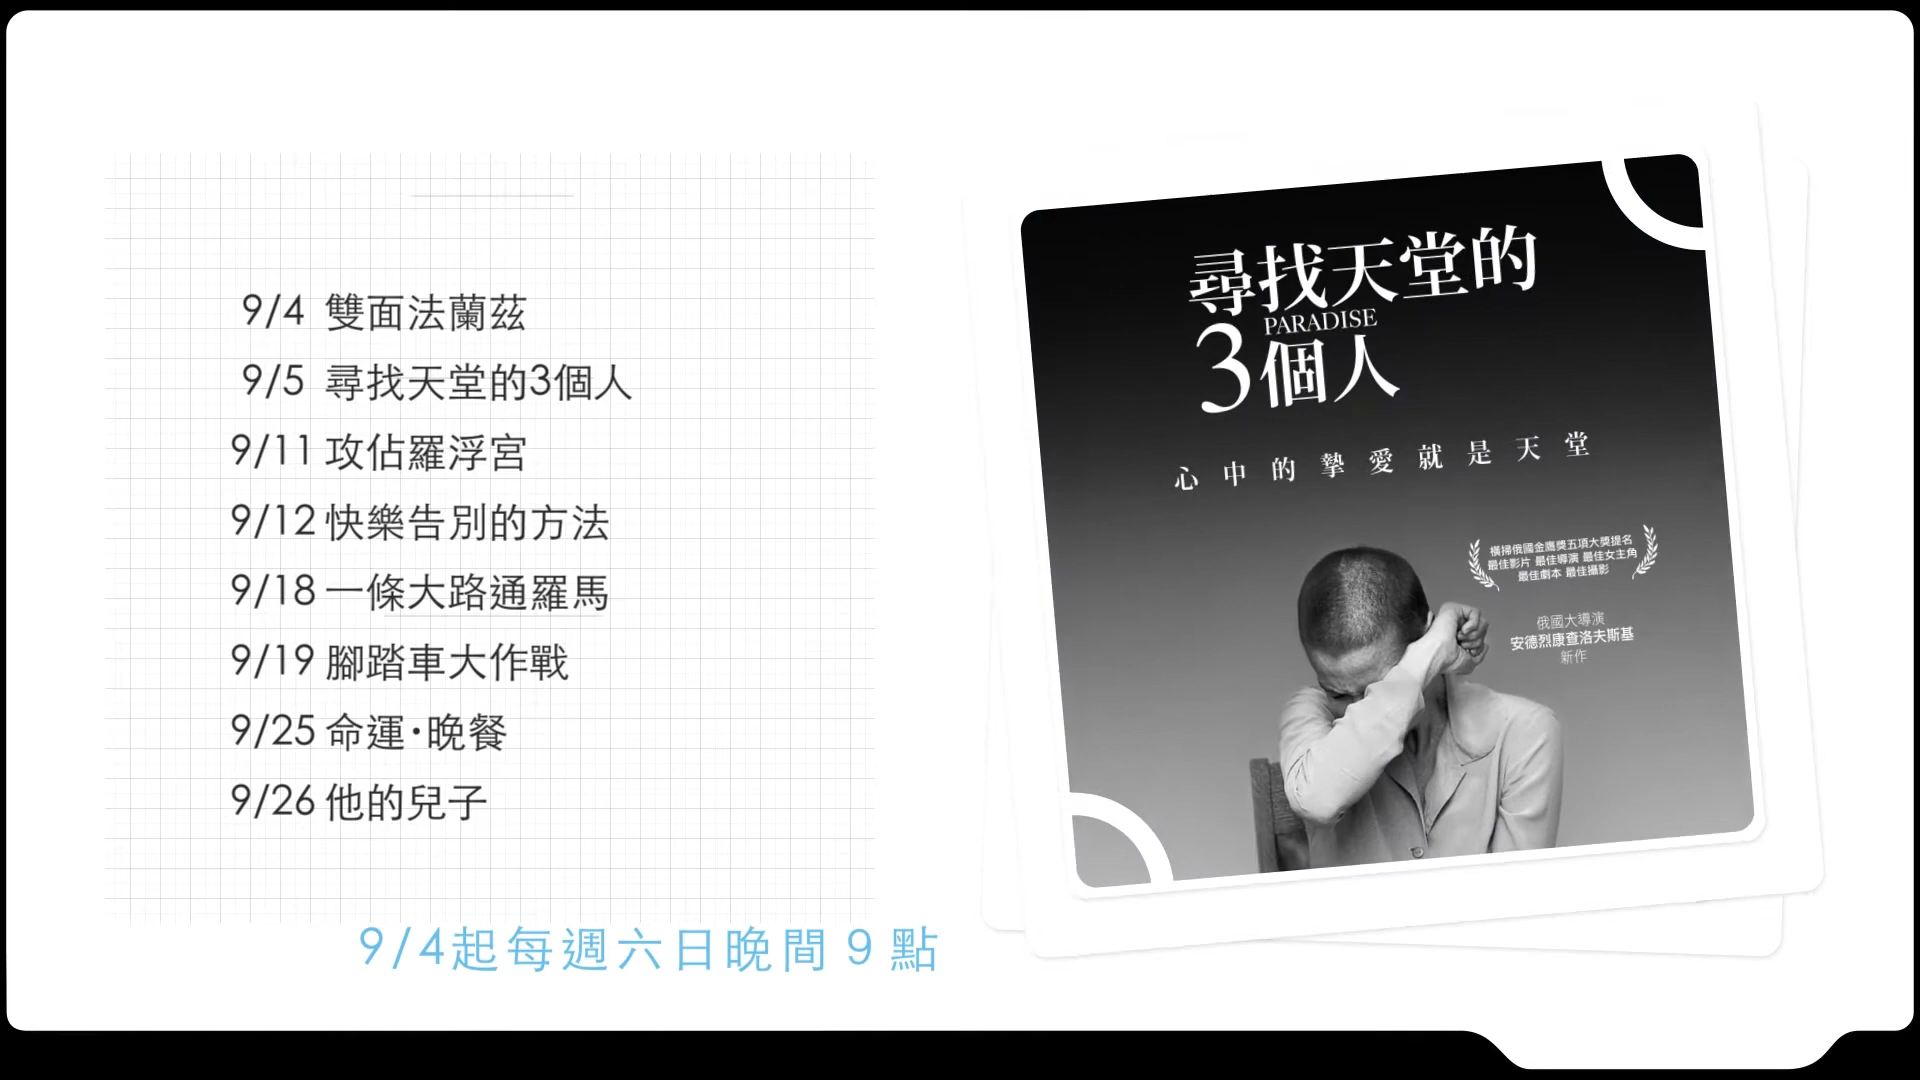 9/4 雙面法蘭茲
9/5 尋找天堂的3個人
9/11 攻佔羅浮宮
9/12 快樂告別的方法
9/18 一條大路通羅馬
9/19 腳踏車大作戰
9/25 命運•晚餐
9/26 他的兒子
9/4起每週六日晚間 9 點
尋找天堂的
PARADISE
3個人
心中的摯愛就是天堂
橫掃俄國金鷹獎五項大獎提名
最佳影片 最佳導演 最佳女主角
最佳劇本 最佳攝影
俄國大導演
安德烈康查洛夫斯基
新作